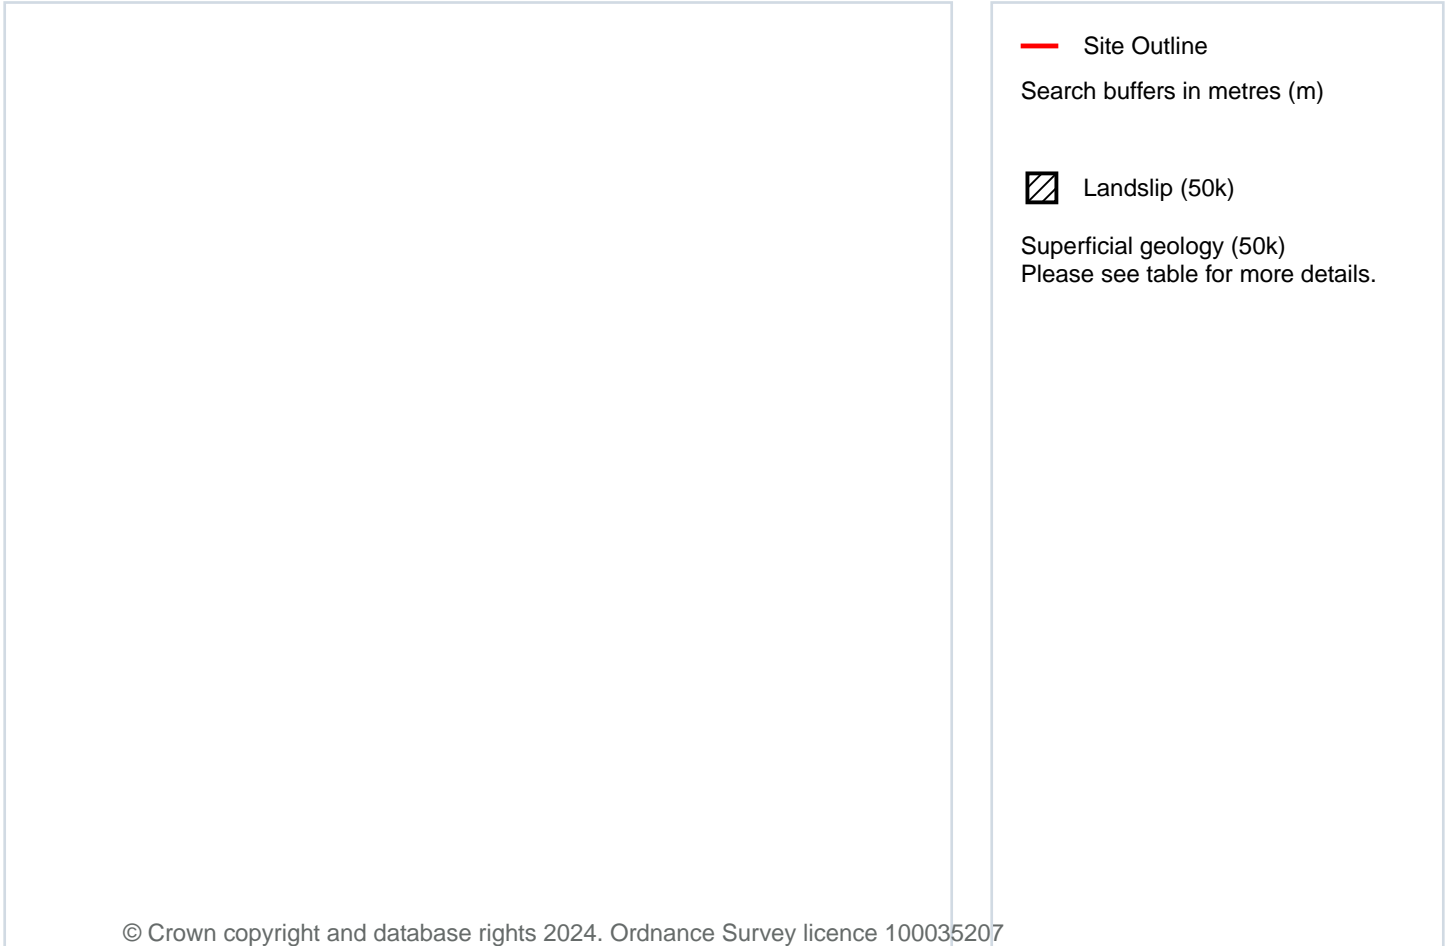 Site Outline
Search buffers in metres (m)
Landslip (50k)
Superficial geology (50k)
Please see table for more details.
© Crown copyright and database rights 2024. Ordnance Survey licence 100035207